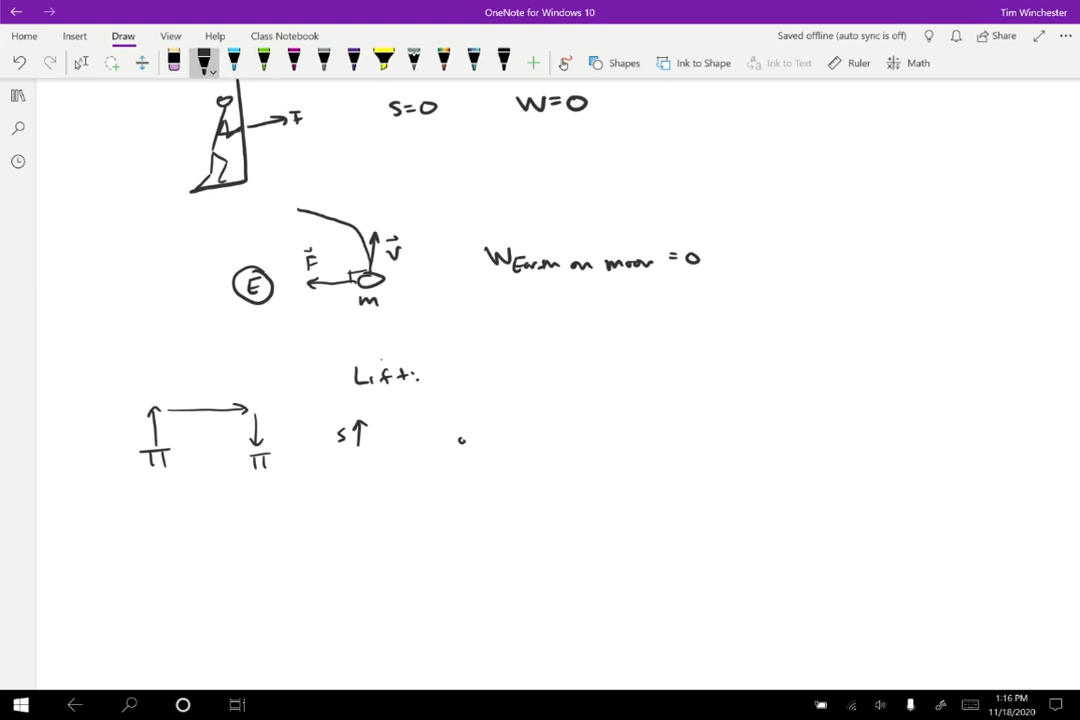 OneNote for Windows 10
Tim Winchester
Home Insert Draw View Help Class Notebook
Saved offline (auto sync is off) Share
Shapes Ink to Shape Ink to Text Ruler Math
F
S=0 W=0
F
V
E
m
W Earth on moon = 0
Lift:
S↑
1:16 PM
11/18/2020